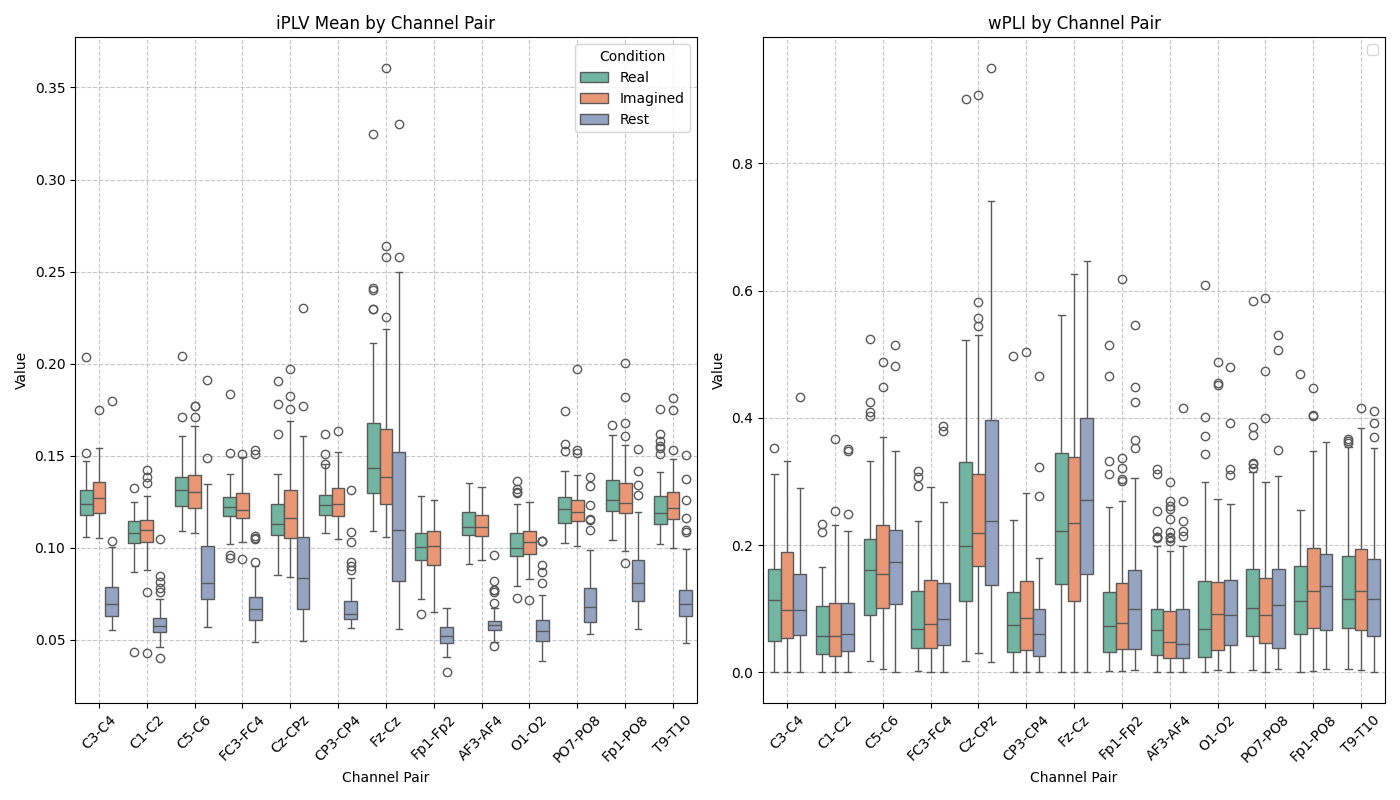 iPLV Mean by Channel Pair
Value
0.35
0.30
0.25
0.20
0.15
0.10
0.05
Condition
Real
Imagined
Rest
C3-C4
C1-C2
C5-C6
FC3-FC4
Cz-CPz
CP3-CP4
Fz-Cz
Fp1-Fp2
AF3-AF4
O1-O2
PO7-PO8
Fp1-PO8
T9-T10
Channel Pair
wPLI by Channel Pair
Value
0.8
0.6
0.4
0.2
0.0
C3-C4
C1-C2
C5-C6
FC3-FC4
Cz-CPz
CP3-CP4
Fz-Cz
Fp1-Fp2
AF3-AF4
O1-O2
PO7-PO8
Fp1-PO8
T9-T10
Channel Pair